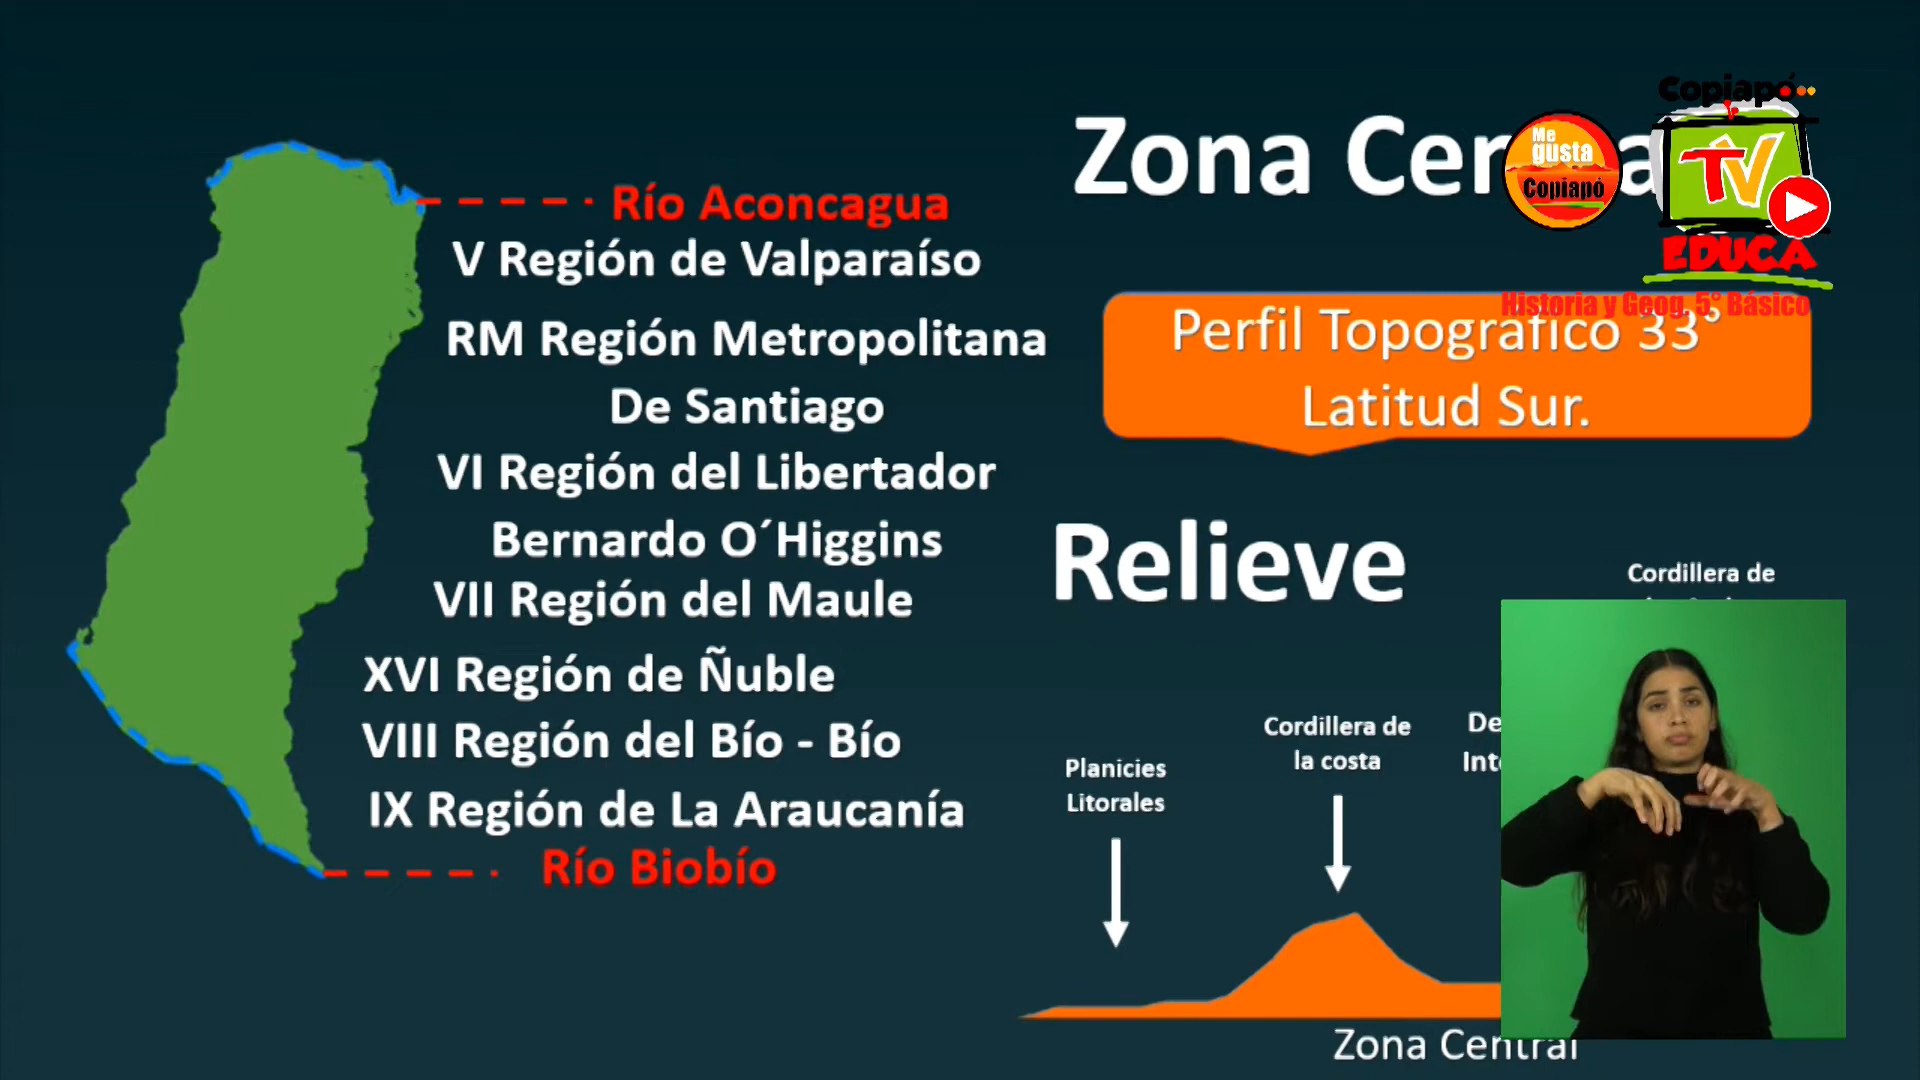 Río Aconcagua
V Región de Valparaíso
RM Región Metropolitana
De Santiago
VI Región del Libertador
Bernardo O´Higgins
VII Región del Maule
XVI Región de Ñuble
VIII Región del Bío - Bío
IX Región de La Araucanía
Río Biobío
Zona
Copiapó
Me
gusta
Copiapó
TV
EDUCA
Historia y Geog. 5° Básico
Perfil Topográfico 33°
Latitud Sur.
Relieve
Cordillera de
Cordillera de
la costa
Planicies
Litorales
Zona Central